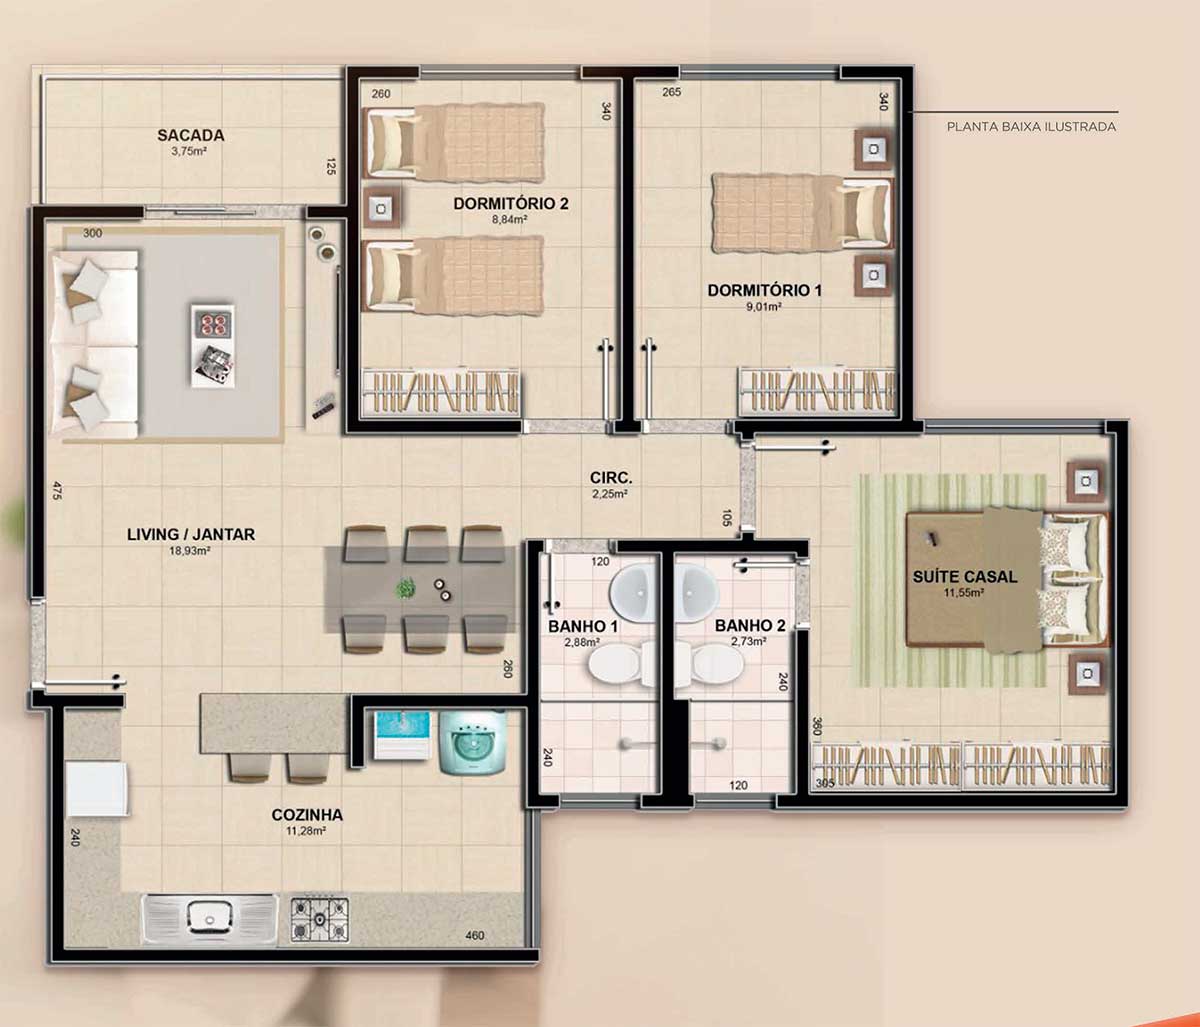 260
340
265
340
PLANTA BAIXA ILUSTRADA
SACADA
3,75m²
125
DORMITÓRIO 2
8,84m²
300
DORMITÓRIO 1
9,01m²
CIRC.
2,25m²
475
105
LIVING / JANTAR
18,93m²
120
SUÍTE CASAL
11,55m²
BANHO 1
2,88m²
BANHO 2
2,73m²
260
240
360
240
120
305
COZINHA
11,28m²
240
460